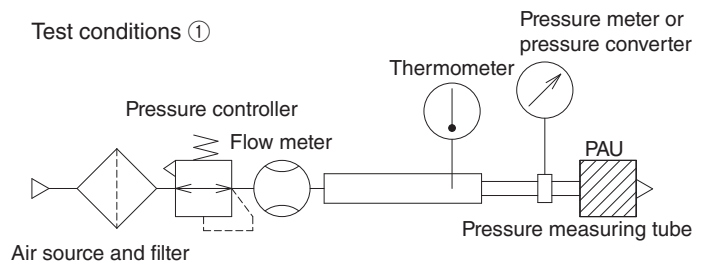 Test conditions ①
Pressure meter or
pressure converter
Thermometer
Pressure controller
Flow meter
PAU
Pressure measuring tube
Air source and filter